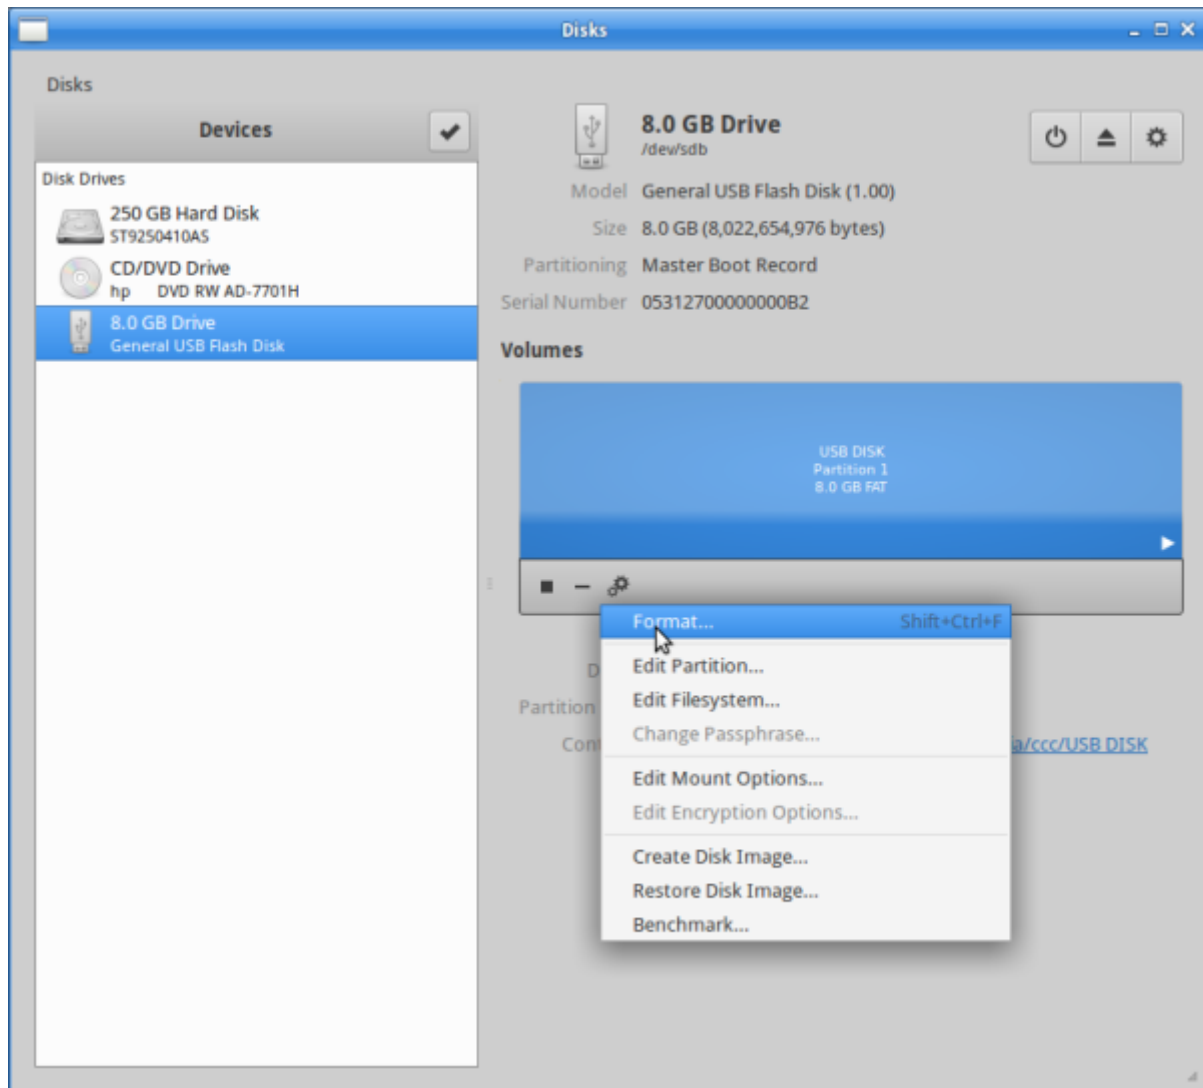 Disks
Disks
Devices
Disk Drives
250 GB Hard Disk
ST9250410AS
CD/DVD Drive
hp DVD RW AD-7701H
8.0 GB Drive
General USB Flash Disk
8.0 GB Drive
/dev/sdb
Model General USB Flash Disk (1.00)
Size 8.0 GB (8,022,654,976 bytes)
Partitioning Master Boot Record
Serial Number 05312700000000B2
Volumes
USB DISK
Partition 1
8.0 GB FAT
Format... Shift+Ctrl+F
D
Edit Partition...
Edit Filesystem...
Partition
Change Passphrase...
Cont
a/ccc/USB DISK
Edit Mount Options...
Edit Encryption Options...
Create Disk Image...
Restore Disk Image...
Benchmark...